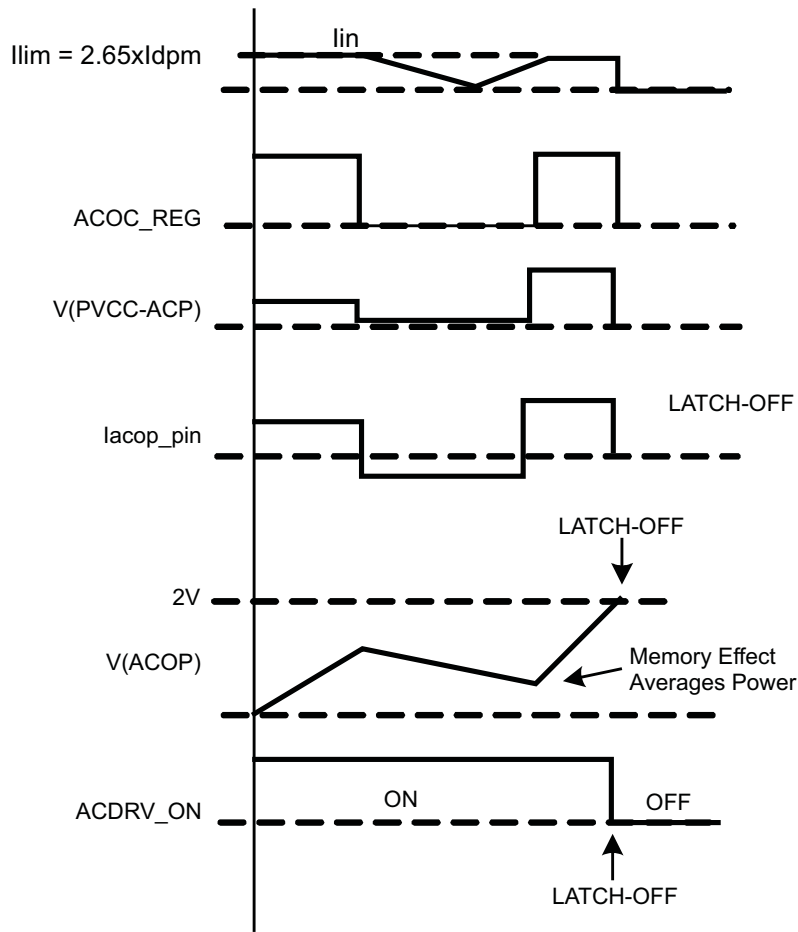 Iin
Ilim = 2.65xIdpm
ACOC_REG
V(PVCC-ACP)
LATCH-OFF
Iacop_pin
LATCH-OFF
2V
V(ACOP)
Memory Effect
Averages Power
ON
OFF
ACDRV_ON
LATCH-OFF